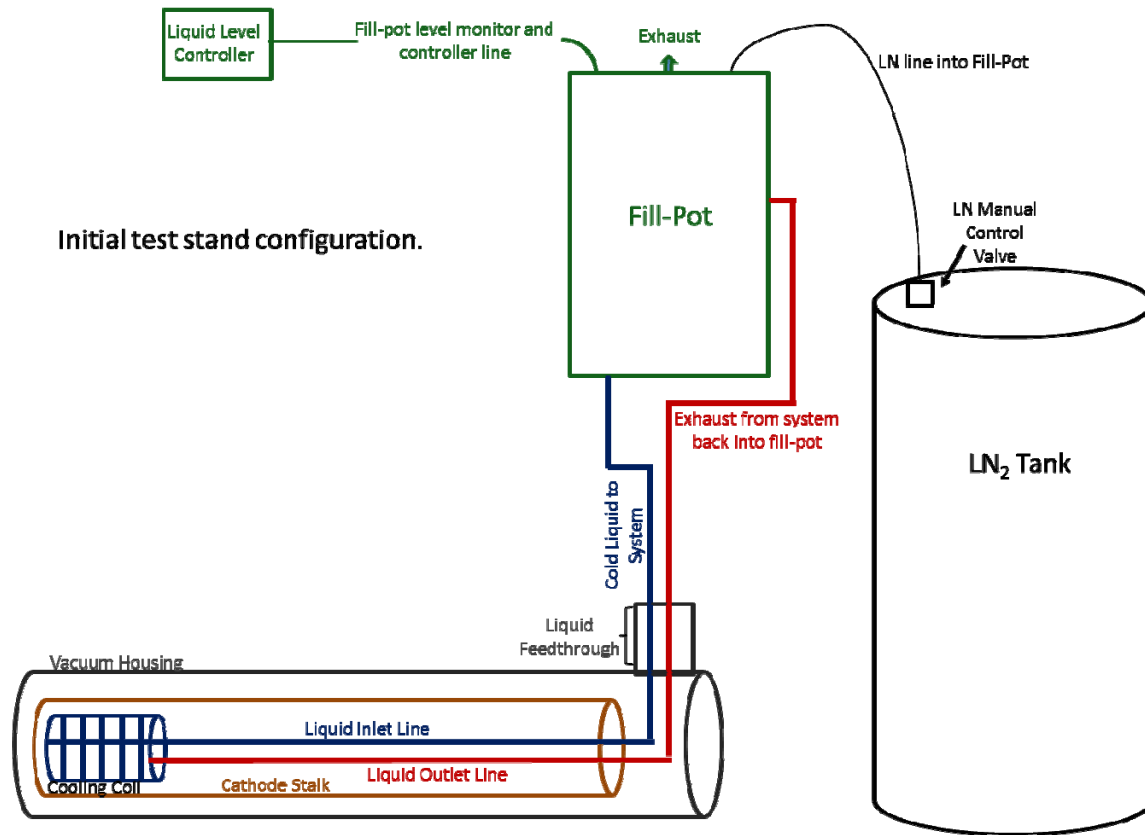 Liquid Level
Controller
Fill-pot level monitor and
controller line
Exhaust
LN line into Fill-Pot
Fill-Pot
LN Manual
Control
Valve
Initial test stand configuration.
Exhaust from system
back into fill-pot
LN₂ Tank
Cold Liquid to
System
Liquid
Feedthrough
Vacuum Housing
Liquid Inlet Line
Liquid Outlet Line
Cooling Coil
Cathode Stalk